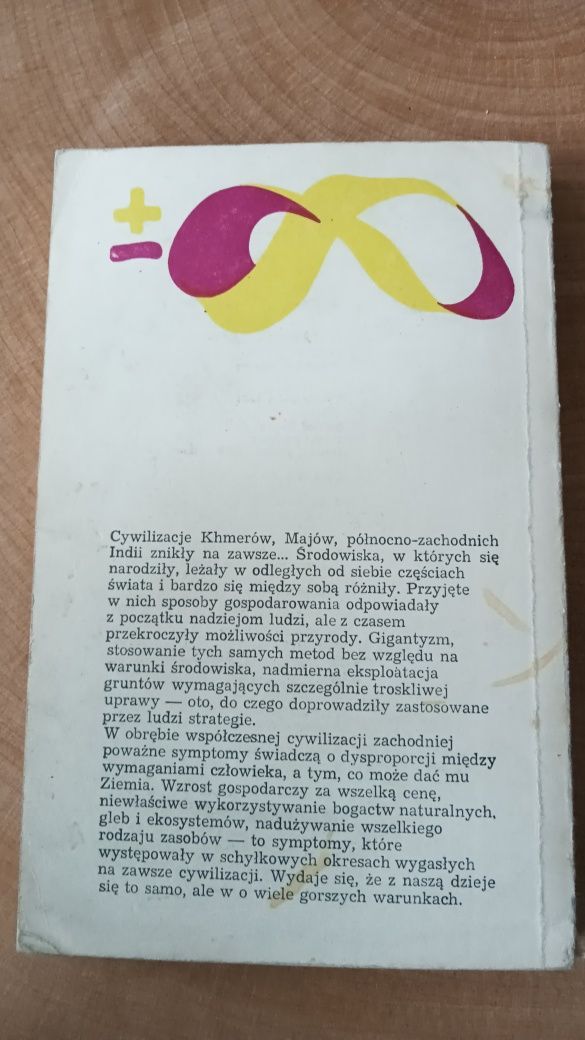 Cywilizacje Khmerów, Majów, północno-zachodnich
Indii znikły na zawsze... Środowiska, w których się
narodziły, leżały w odległych od siebie częściach
świata i bardzo się między sobą różniły. Przyjęte
w nich sposoby gospodarowania odpowiadały
z początku nadziejom ludzi, ale z czasem
przekroczyły możliwości przyrody. Gigantyzm,
stosowanie tych samych metod bez względu na
warunki środowiska, nadmierna eksploatacja
gruntów wymagających szczególnie troskliwej
uprawy — oto, do czego doprowadziły zastosowane
przez ludzi strategie.
W obrębie współczesnej cywilizacji zachodniej
poważne symptomy świadczą o dysproporcji między
wymaganiami człowieka, a tym, co może dać mu
Ziemia. Wzrost gospodarczy za wszelką cenę,
niewłaściwe wykorzystywanie bogactw naturalnych,
gleb i ekosystemów, nadużywanie wszelkiego
rodzaju zasobów — to symptomy, które
występowały w schyłkowych okresach wygasłych
na zawsze cywilizacji. Wydaje się, że z naszą dzieje
się to samo, ale w o wiele gorszych warunkach.